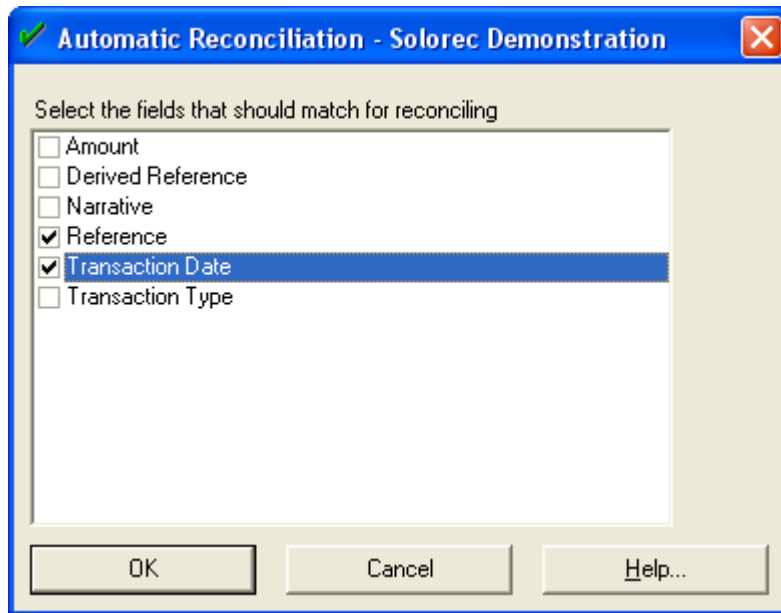 Automatic Reconciliation - Solorec Demonstration
Select the fields that should match for reconciling
Amount
Derived Reference
Narrative
Reference
Transaction Date
Transaction Type
OK Cancel Help...